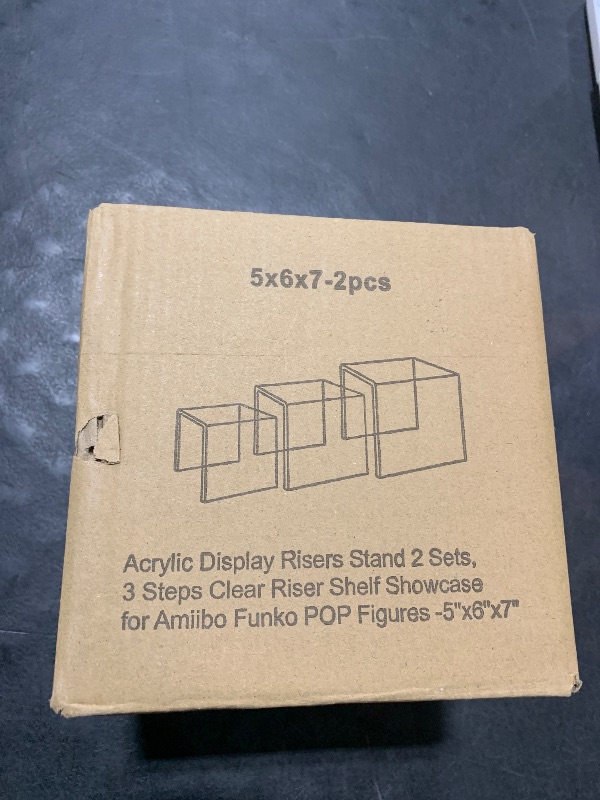 5x6x7-2pcs
Acrylic Display Risers Stand 2 Sets,
3 Steps Clear Riser Shelf Showcase
for Amiibo Funko POP Figures -5"x6"x7"